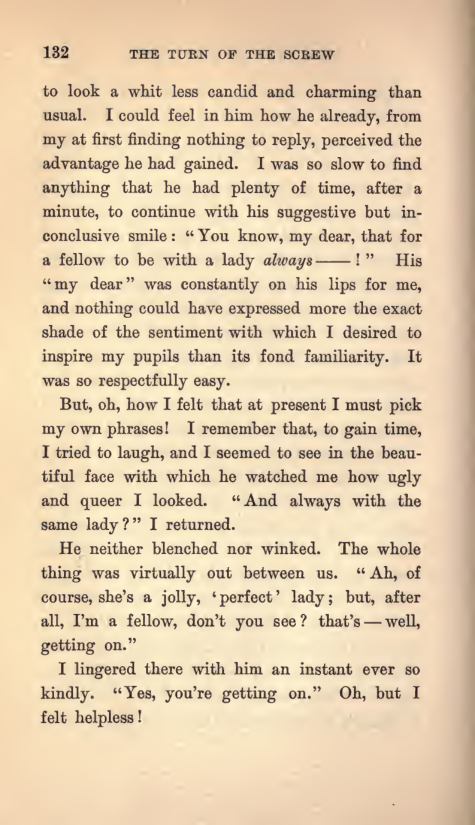 132 THE TURN OF THE SCREW
to look a whit less candid and charming than
usual. I could feel in him how he already, from
my at first finding nothing to reply, perceived the
advantage he had gained. I was so slow to find
anything that he had plenty of time, after a
minute, to continue with his suggestive but in-
conclusive smile: “You know, my dear, that for
a fellow to be with a lady always——!” His
“my dear” was constantly on his lips for me,
and nothing could have expressed more the exact
shade of the sentiment with which I desired to
inspire my pupils than its fond familiarity. It
was so respectfully easy.
But, oh, how I felt that at present I must pick
my own phrases! I remember that, to gain time,
I tried to laugh, and I seemed to see in the beau-
tiful face with which he watched me how ugly
and queer I looked. “And always with the
same lady?” I returned.
He neither blenched nor winked. The whole
thing was virtually out between us. “Ah, of
course, she's a jolly, ‘perfect’ lady; but, after
all, I'm a fellow, don't you see? that's—well,
getting on.”
I lingered there with him an instant ever so
kindly. “Yes, you're getting on.” Oh, but I
felt helpless!